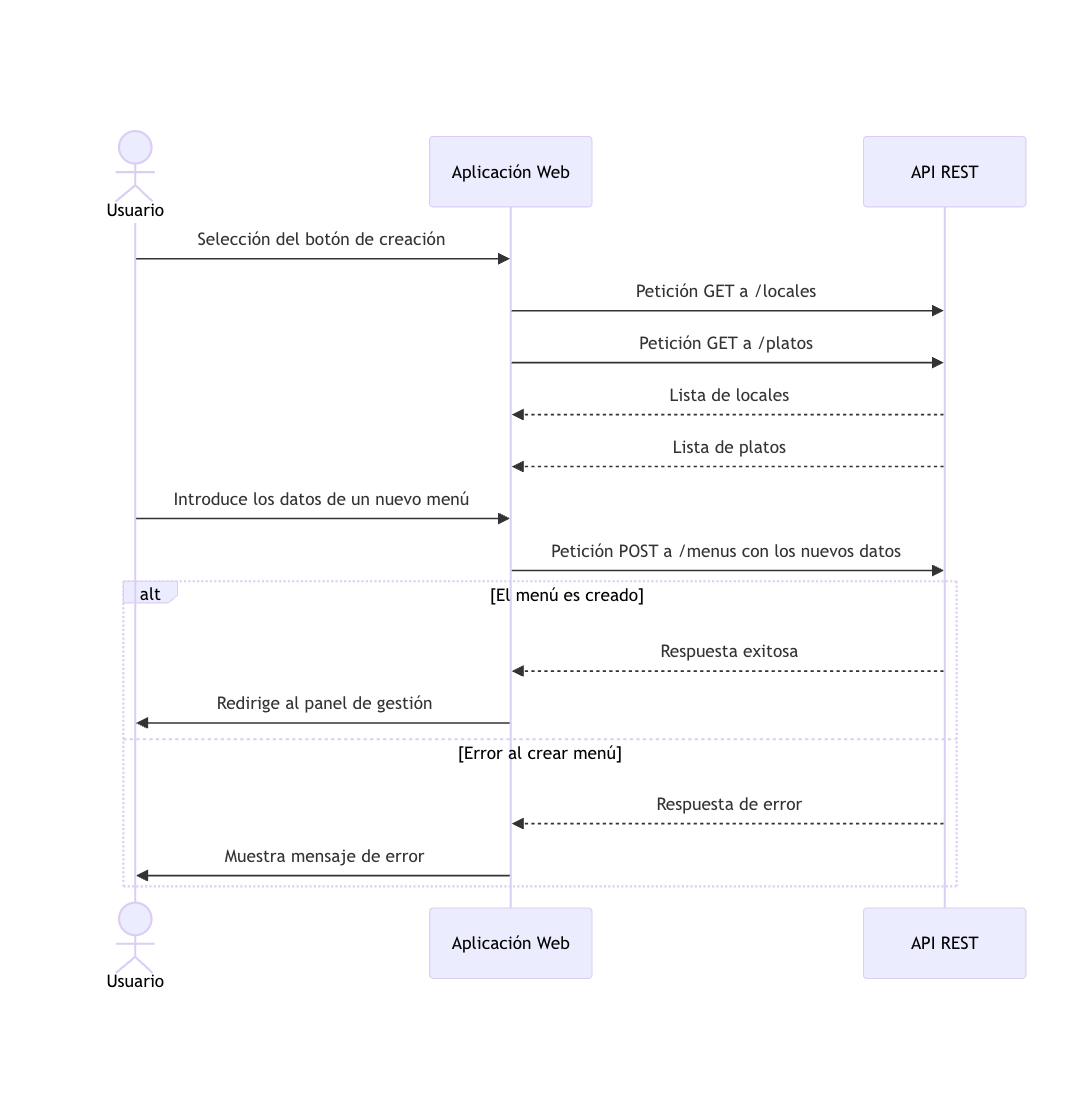 Aplicación Web
API REST
Usuario
Selección del botón de creación
Petición GET a /locales
Petición GET a /platos
Lista de locales
Lista de platos
Introduce los datos de un nuevo menú
Petición POST a /menus con los nuevos datos
alt
[El menú es creado]
Respuesta exitosa
Redirige al panel de gestión
[Error al crear menú]
Respuesta de error
Muestra mensaje de error
Aplicación Web
API REST
Usuario